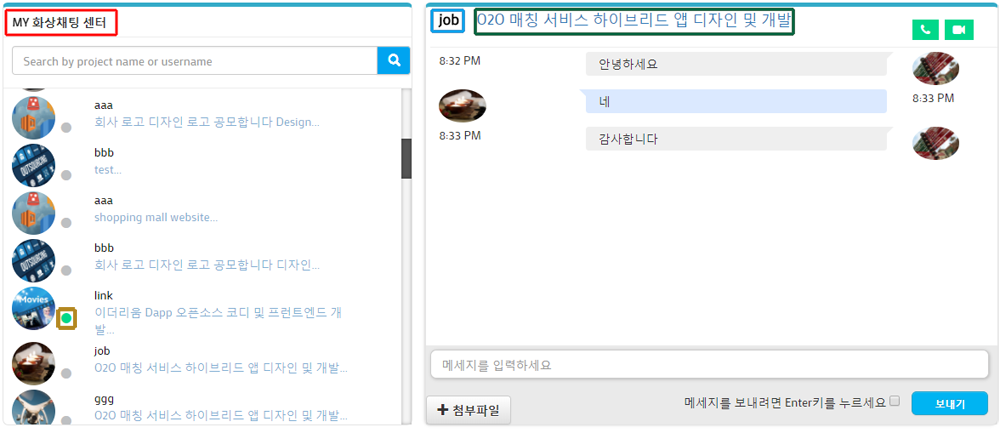 MY 화상채팅 센터
Search by project name or username
aaa
회사 로고 디자인 로고 공모합니다 Design...
bbb
test...
aaa
shopping mall website...
bbb
회사 로고 디자인 로고 공모합니다 디자인...
link
이더리움 Dapp 오픈소스 코디 및 프런트엔드 개
발...
job
O2O 매칭 서비스 하이브리드 앱 디자인 및 개발...
ggg
O2O 매칭 서비스 하이브리드 앱 디자인 및 개발...
job O2O 매칭 서비스 하이브리드 앱 디자인 및 개발
8:32 PM 안녕하세요
네 8:33 PM
8:33 PM 감사합니다
메세지를 입력하세요
+ 첨부파일
메세지를 보내려면 Enter키를 누르세요 보내기
OUTSOURCING
OUTSOURCING
Movies